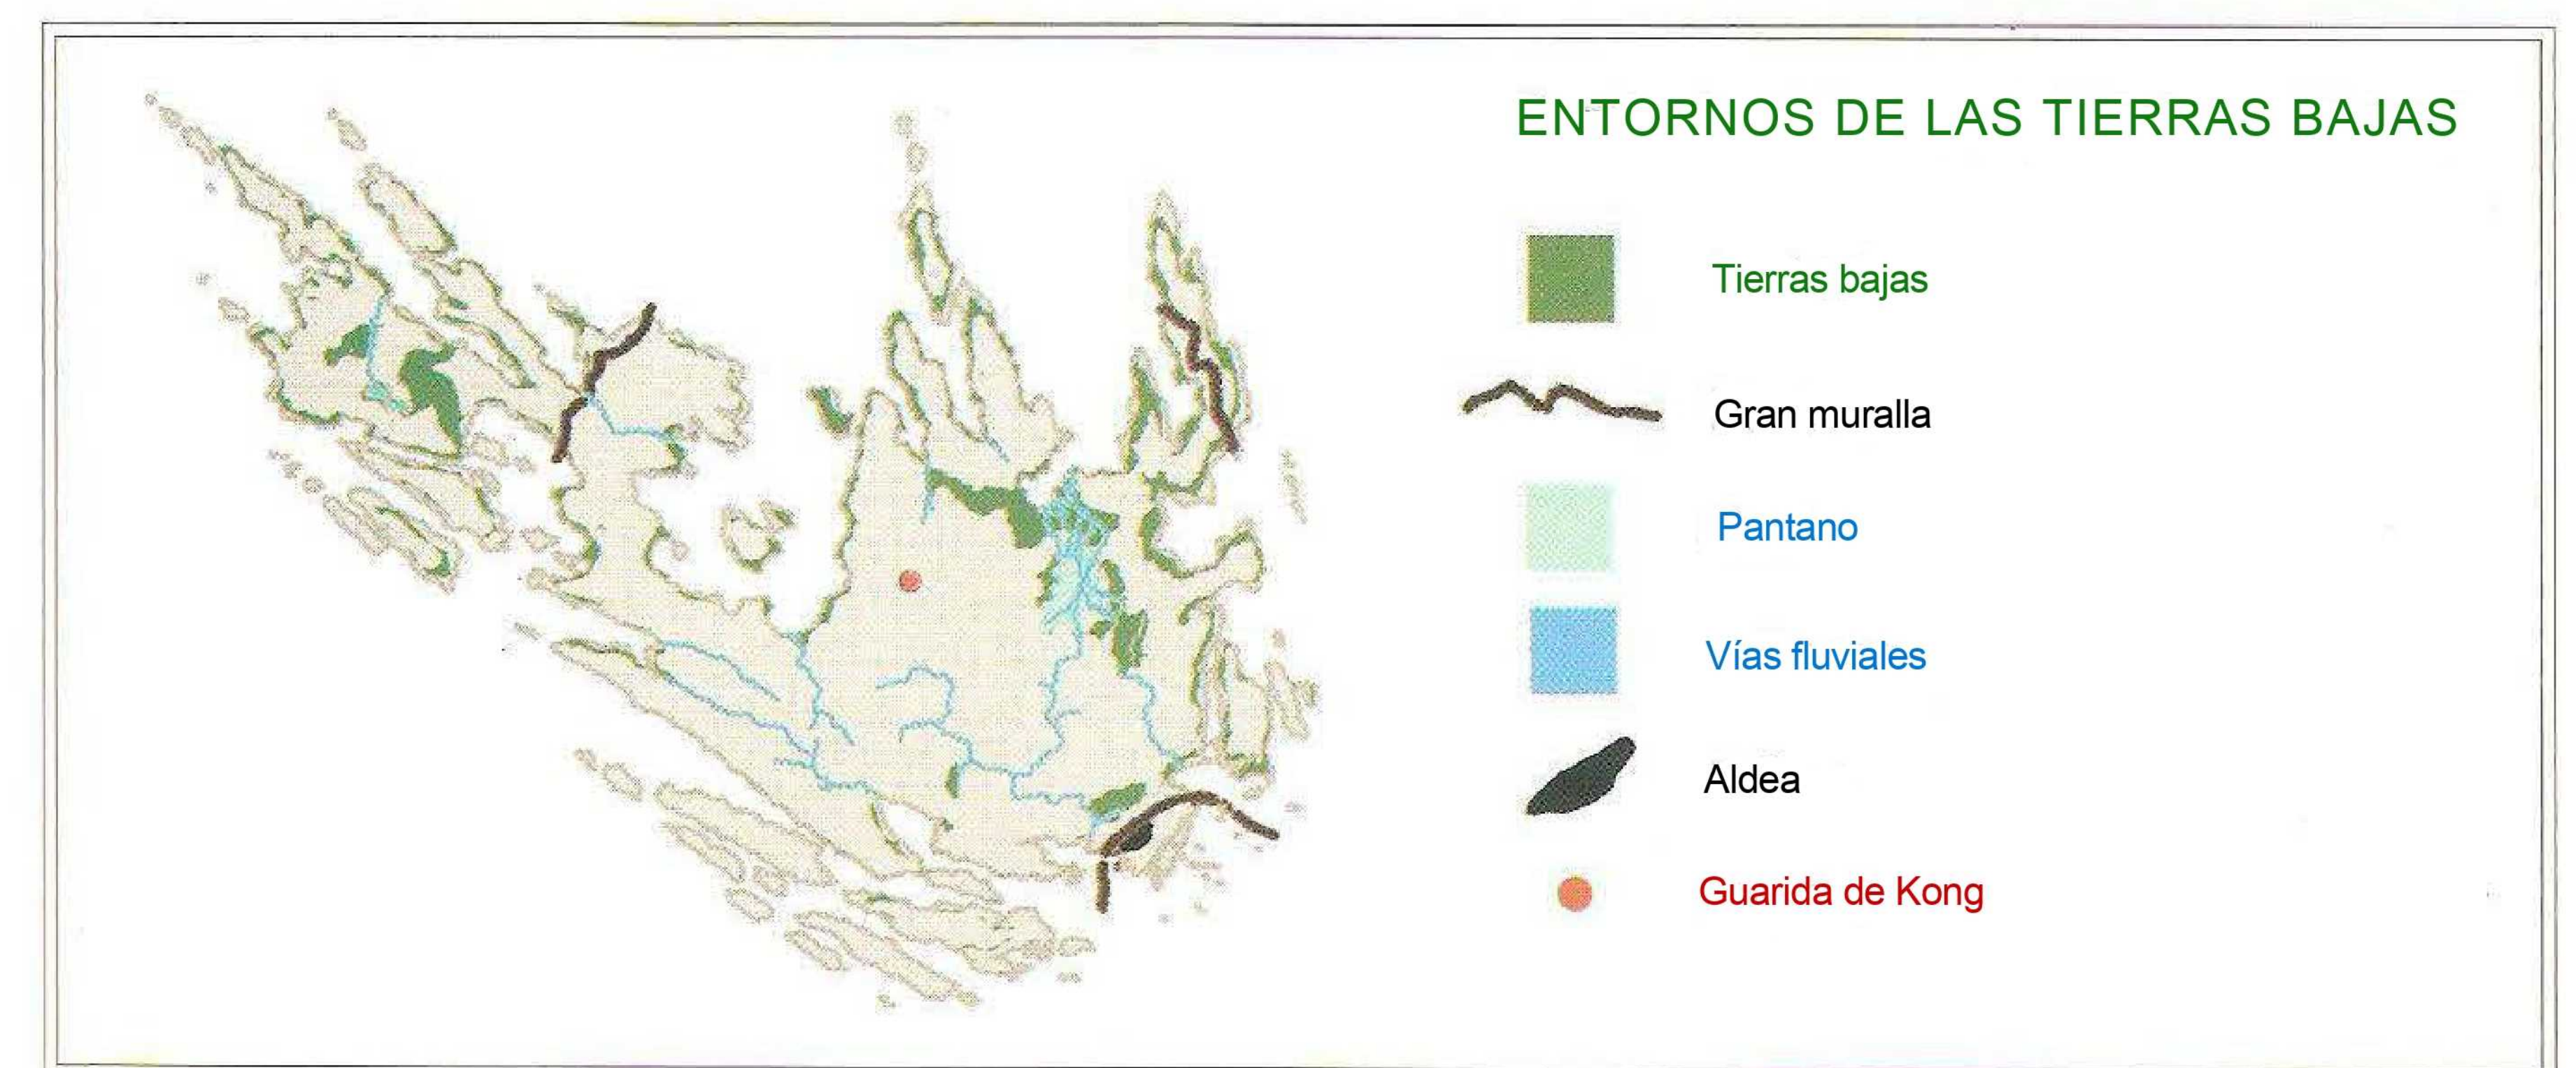 ENTORNOS DE LAS TIERRAS BAJAS
Tierras bajas
Gran muralla
Pantano
Vías fluviales
Aldea
Guarida de Kong